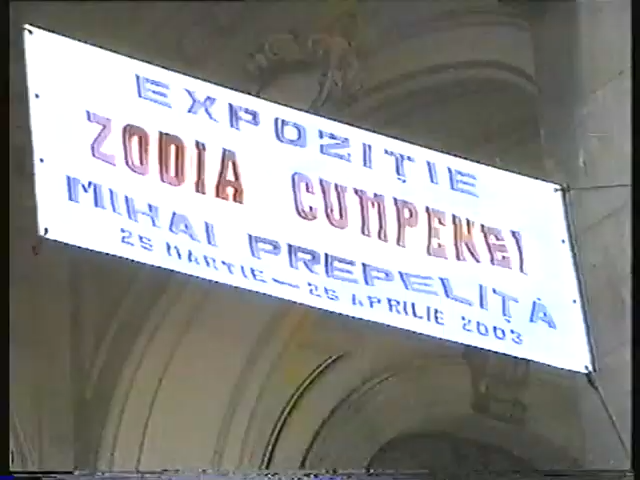 EXPOZIȚIE
ZODIA CUMPENEI
MIHAI PREPELIȚĂ
25 MARTIE — 25 APRILIE 2003